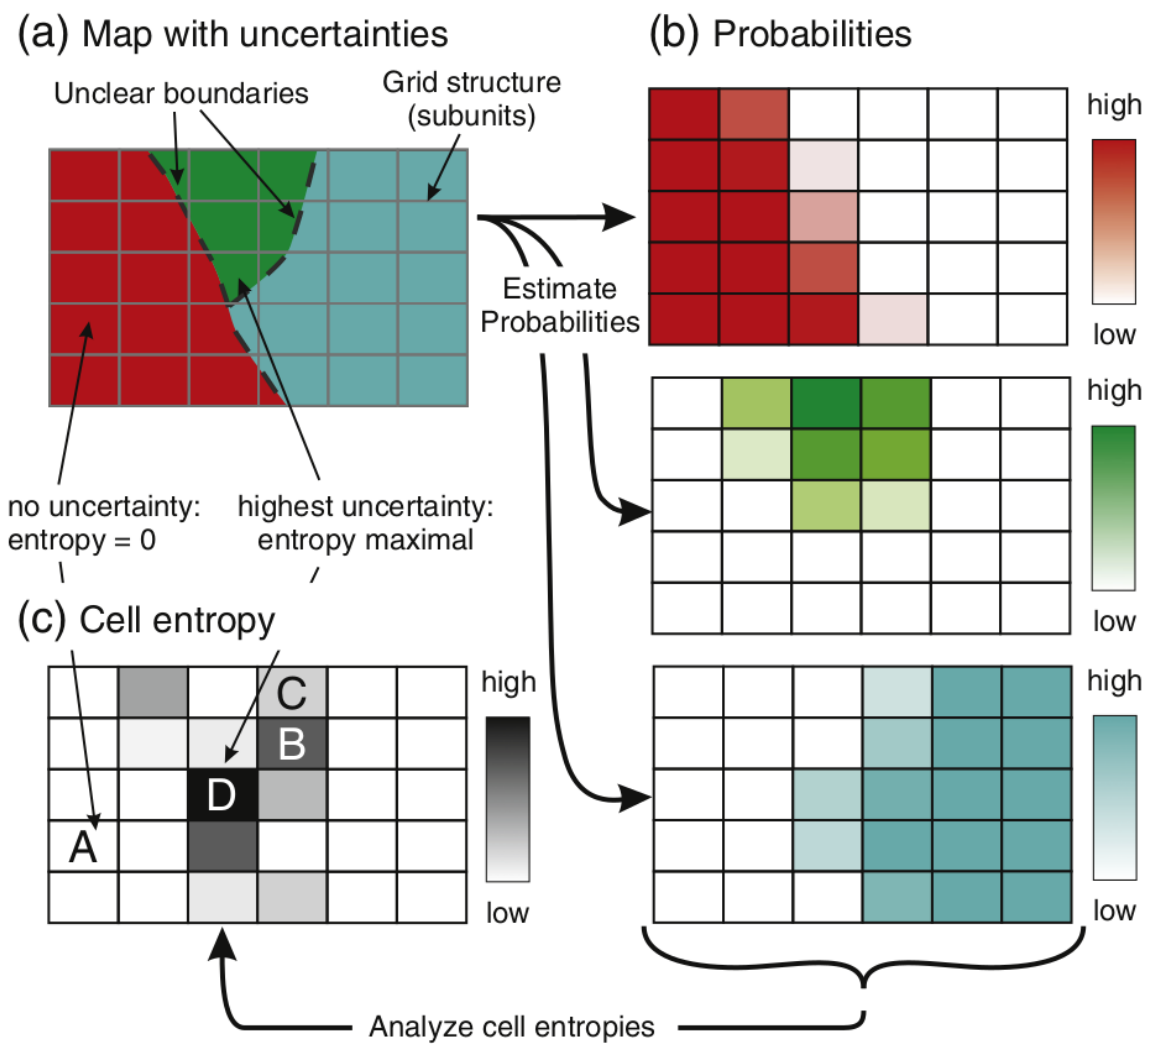 (a) Map with uncertainties
Unclear boundaries
Grid structure
(subunits)
no uncertainty:
entropy = 0
highest uncertainty:
entropy maximal
Estimate
Probabilities
(b) Probabilities
high
low
high
low
high
low
(c) Cell entropy
C
B
D
A
high
low
Analyze cell entropies